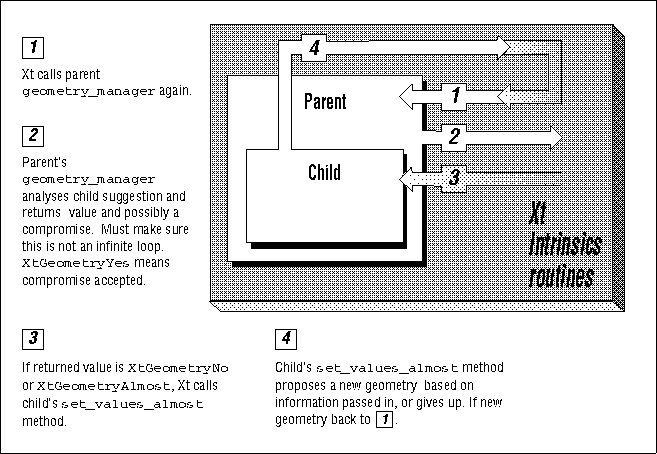 1
Xt calls parent
geometry_manager again.
2
Parent's
geometry_manager
analyses child suggestion and
returns value and possibly a
compromise. Must make sure
this is not an infinite loop.
XtGeometryYes means
compromise accepted.
4
Parent
1
2
Child
3
Xt
Intrinsics
routines
3
If returned value is XtGeometryNo
or XtGeometryAlmost, Xt calls
child's set_values_almost
method.
4
Child's set_values_almost method
proposes a new geometry based on
information passed in, or gives up. If new
geometry back to 1.